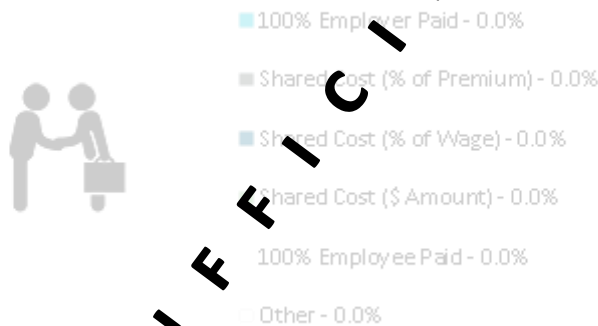 100% Employer Paid - 0.0%
Shared Cost (% of Premium) - 0.0%
Shared Cost (% of Wage) - 0.0%
Shared Cost ($ Amount) - 0.0%
100% Employee Paid - 0.0%
Other - 0.0%
F F I C I